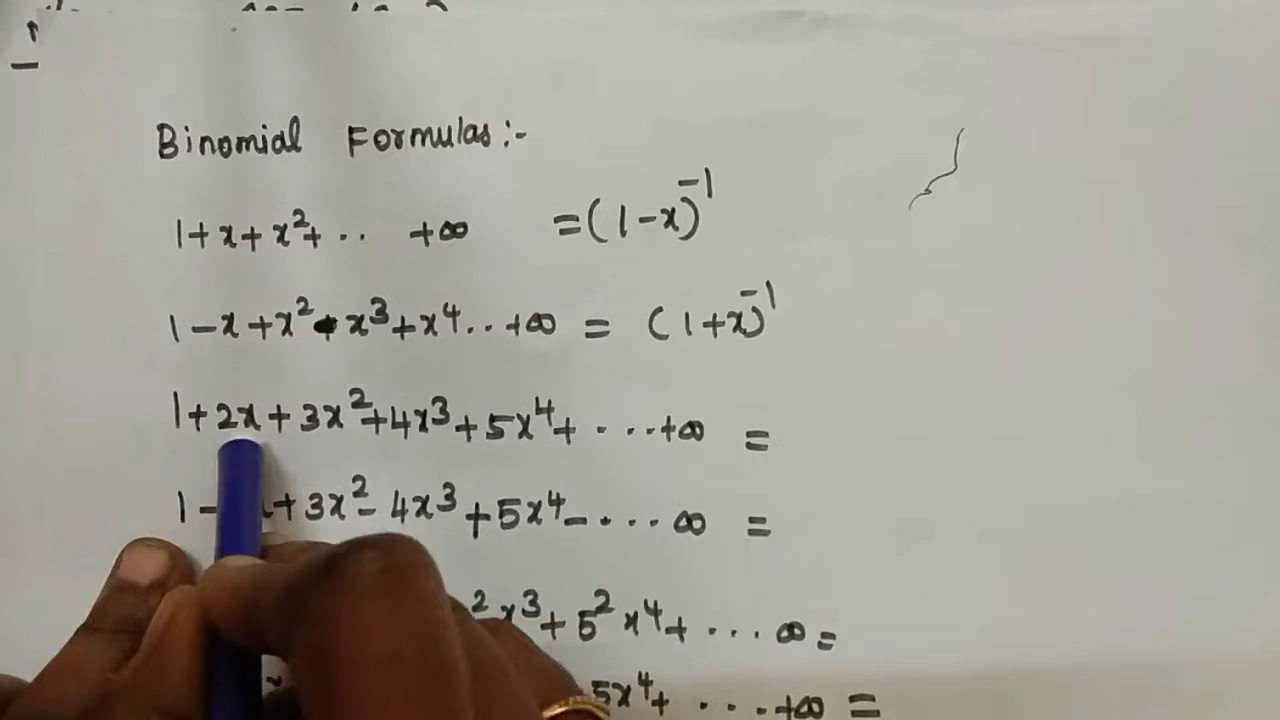 Binomial Formulas:-
1+x+x²+.. +∞ =(1-x)⁻¹
1-x+x² x³+x⁴..+∞ = (1+x)⁻¹
1+2x+3x²+4x³+5x⁴+...+∞ =
1- +3x²-4x³+5x⁴-....∞ =
²x³+5²x⁴+...∞=
5x⁴+...+∞ =